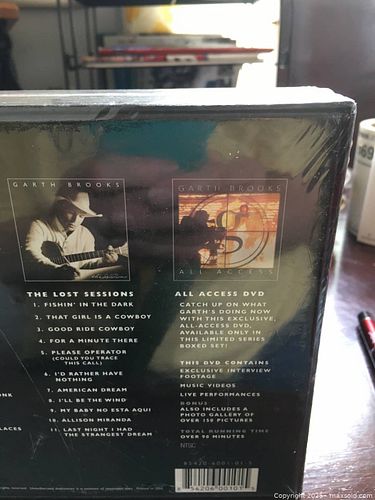 GARTH BROOKS
THE LOST SESSIONS
1. FISHIN' IN THE DARK
2. THAT GIRL IS A COWBOY
3. GOOD RIDE COWBOY
4. FOR A MINUTE THERE
5. PLEASE OPERATOR
(COULD YOU TRACE
THIS CALL)
6. I'D RATHER HAVE
NOTHING
7. AMERICAN DREAM
8. I'LL BE THE WIND
9. MY BABY NO ESTA AQUI
10. ALLISON MIRANDA
11. LAST NIGHT I HAD
THE STRANGEST DREAM
GARTH BROOKS
ALL ACCESS
ALL ACCESS DVD
CATCH UP ON WHAT
GARTH'S DOING NOW
WITH THIS EXCLUSIVE,
ALL-ACCESS DVD,
AVAILABLE ONLY IN
THIS LIMITED SERIES
BOXED SET!
THIS DVD CONTAINS
EXCLUSIVE INTERVIEW
FOOTAGE
MUSIC VIDEOS
LIVE PERFORMANCES
BONUS:
ALSO INCLUDES A
PHOTO GALLERY OF
OVER 150 PICTURES
TOTAL RUNNING TIME
OVER 90 MINUTES
NTSC
LACES
69
Copyright 2025 - maxsold.com